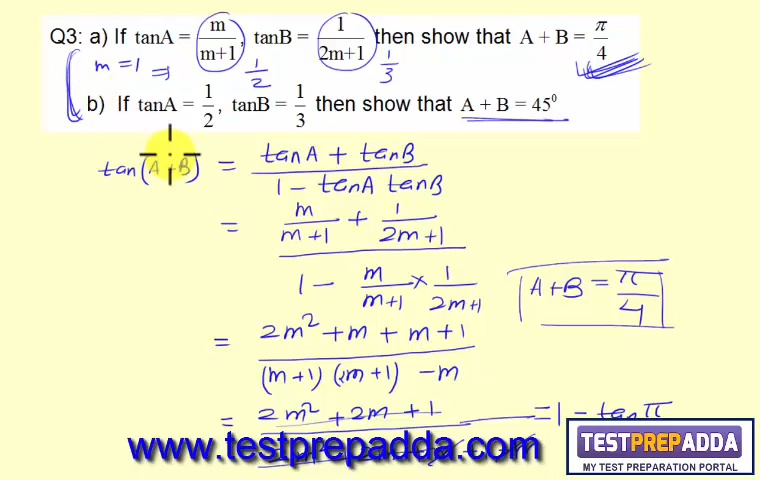 Q3: a) If tanA = m/(m+1), tanB = 1/(2m+1) then show that A + B = π/4
m = 1 ⇒ 1/2 1/3
b) If tanA = 1/2, tanB = 1/3 then show that A + B = 45⁰
tan(A+B) = (tanA + tanB)/(1 - tanA tanB)
= (m/(m+1) + 1/(2m+1))/(1 - m/(m+1) × 1/(2m+1))
A+B = π/4
= (2m² + m + m + 1)/((m+1) (2m+1) - m)
= 2m² + 2m + 1 = 1 - tan π
www.testprepadda.com
TESTPREPADDA
MY TEST PREPARATION PORTAL